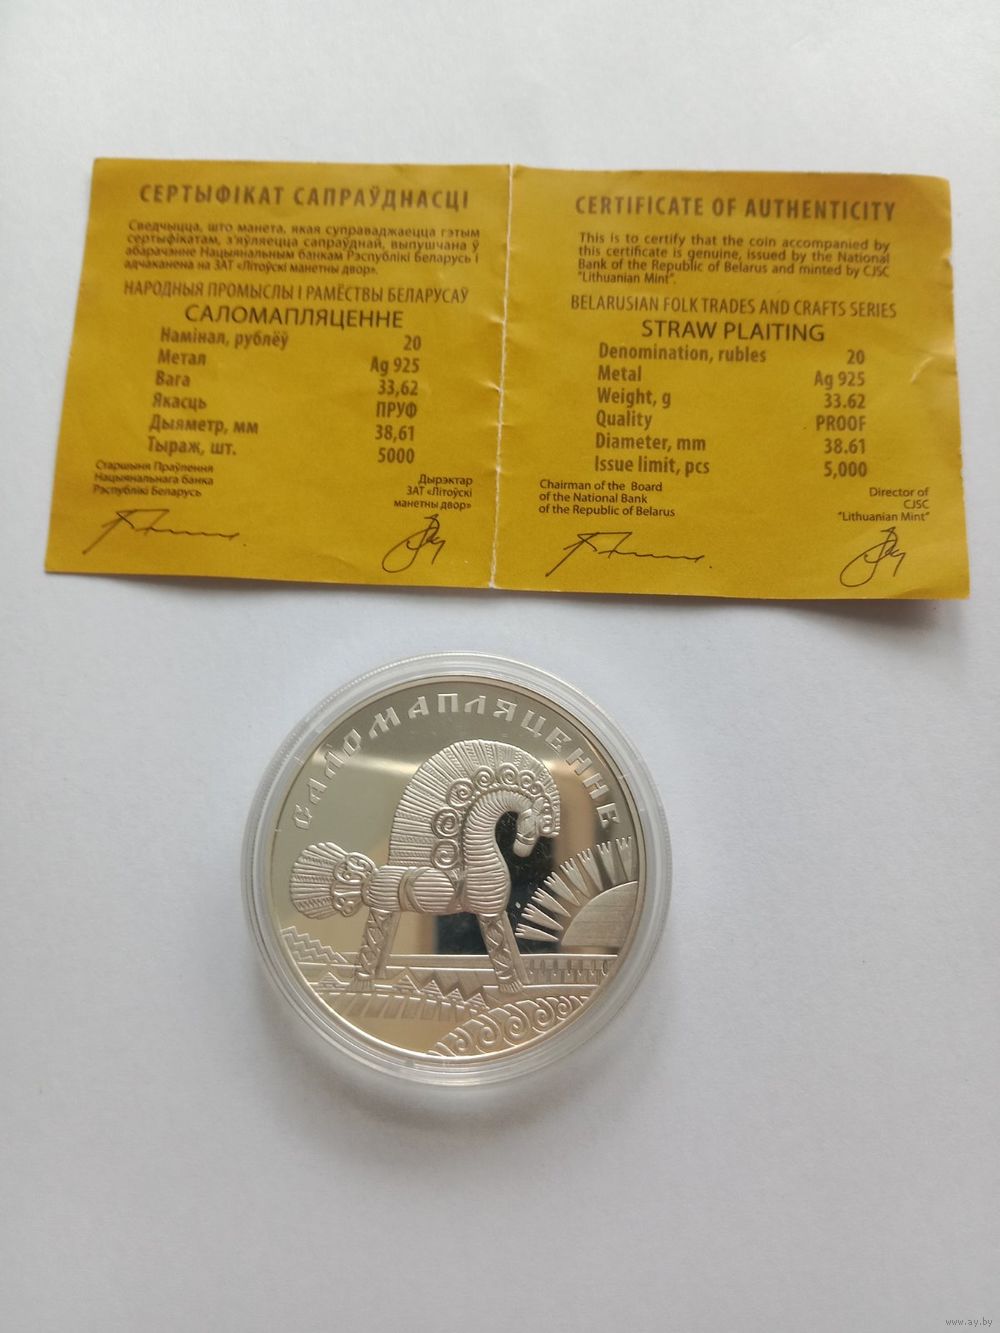 СЕРТЫФІКАТ САПРАЎДНАСЦІ
Сведчыцца, што манета, якая суправаджаецца гэтым
сертыфікатам, з'яўляецца сапраўднай, выпушчана ў
абарачэнне Нацыянальным банкам Рэспублікі Беларусь і
адчаканена на ЗАТ «Літоўскі манетны двор».
НАРОДНЫЯ ПРОМЫСЛЫ І РАМЁСТВЫ БЕЛАРУСАЎ
САЛОМАПЛЯЦЕННЕ
Намінал, рублёў 20
Метал Ag 925
Вага 33,62
Якасць ПРУФ
Дыяметр, мм 38,61
Тыраж, шт. 5000
Старшыня Праўлення
Нацыянальнага банка
Рэспублікі Беларусь
Дырэктар
ЗАТ «Літоўскі
манетны двор»
CERTIFICATE OF AUTHENTICITY
This is to certify that the coin accompanied by
this certificate is genuine, issued by the National
Bank of the Republic of Belarus and minted by CJSC
"Lithuanian Mint".
BELARUSIAN FOLK TRADES AND CRAFTS SERIES
STRAW PLAITING
Denomination, rubles 20
Metal Ag 925
Weight, g 33.62
Quality PROOF
Diameter, mm 38.61
Issue limit, pcs 5,000
Chairman of the Board
of the National Bank
of the Republic of Belarus
Director of
CJSC
"Lithuanian Mint"
САЛОМАПЛЯЦЕННЕ
www.ay.by